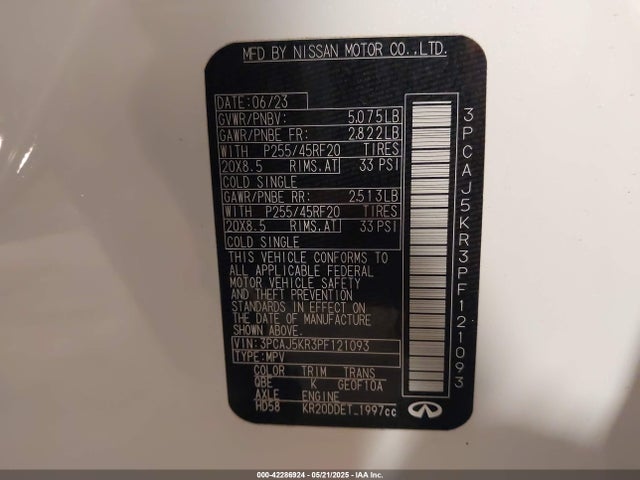 MFD BY NISSAN MOTOR CO.,LTD.
DATE: 06/23
GVWR/PNBV: 5,075LB
GAWR/PNBE FR: 2,822LB
WITH P255/45RF20 TIRES
20X8.5 RIMS.AT 33 PSI
COLD SINGLE
GAWR/PNBE RR: 2,513LB
WITH P255/45RF20 TIRES
20X8.5 RIMS.AT 33 PSI
COLD SINGLE
THIS VEHICLE CONFORMS TO
ALL APPLICABLE FEDERAL
MOTOR VEHICLE SAFETY
AND THEFT PREVENTION
STANDARDS IN EFFECT ON
THE DATE OF MANUFACTURE
SHOWN ABOVE.
VIN: 3PCAJ5KR3PF121093
TYPE: MPV
COLOR TRIM TRANS
QBE K GE0F10A
AXLE ENGINE
HD58 KR20DDET_1997cc
3PCAJ5KR3PF121093
INFINITI
000-42286924 - 05/21/2025 - IAA Inc.